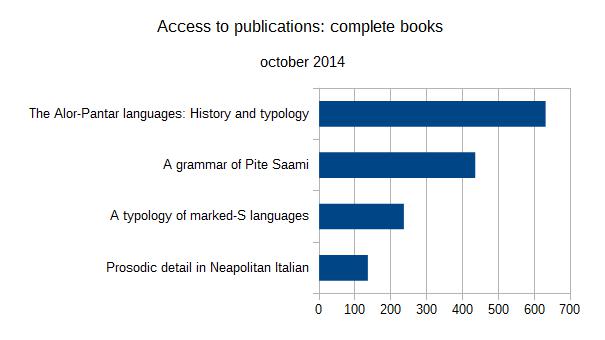 Access to publications: complete books
october 2014
The Alor-Pantar languages: History and typology
A grammar of Pite Saami
A typology of marked-S languages
Prosodic detail in Neapolitan Italian
0 100 200 300 400 500 600 700